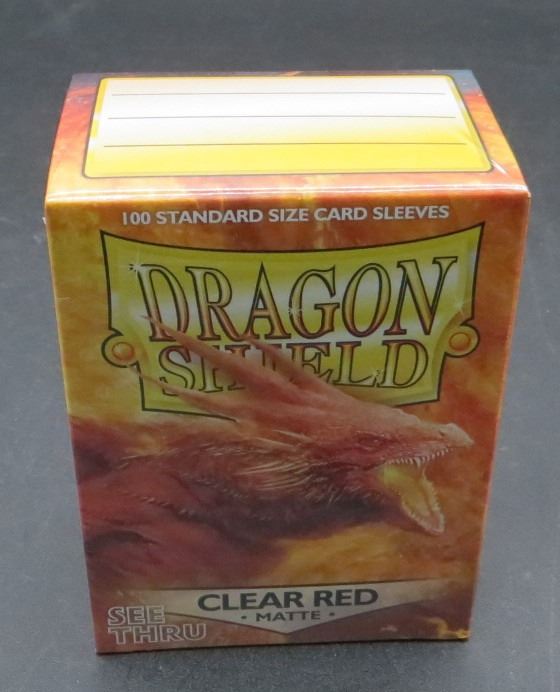 100 STANDARD SIZE CARD SLEEVES
DRAGON
SHIELD
CLEAR RED
• MATTE •
SEE
THRU